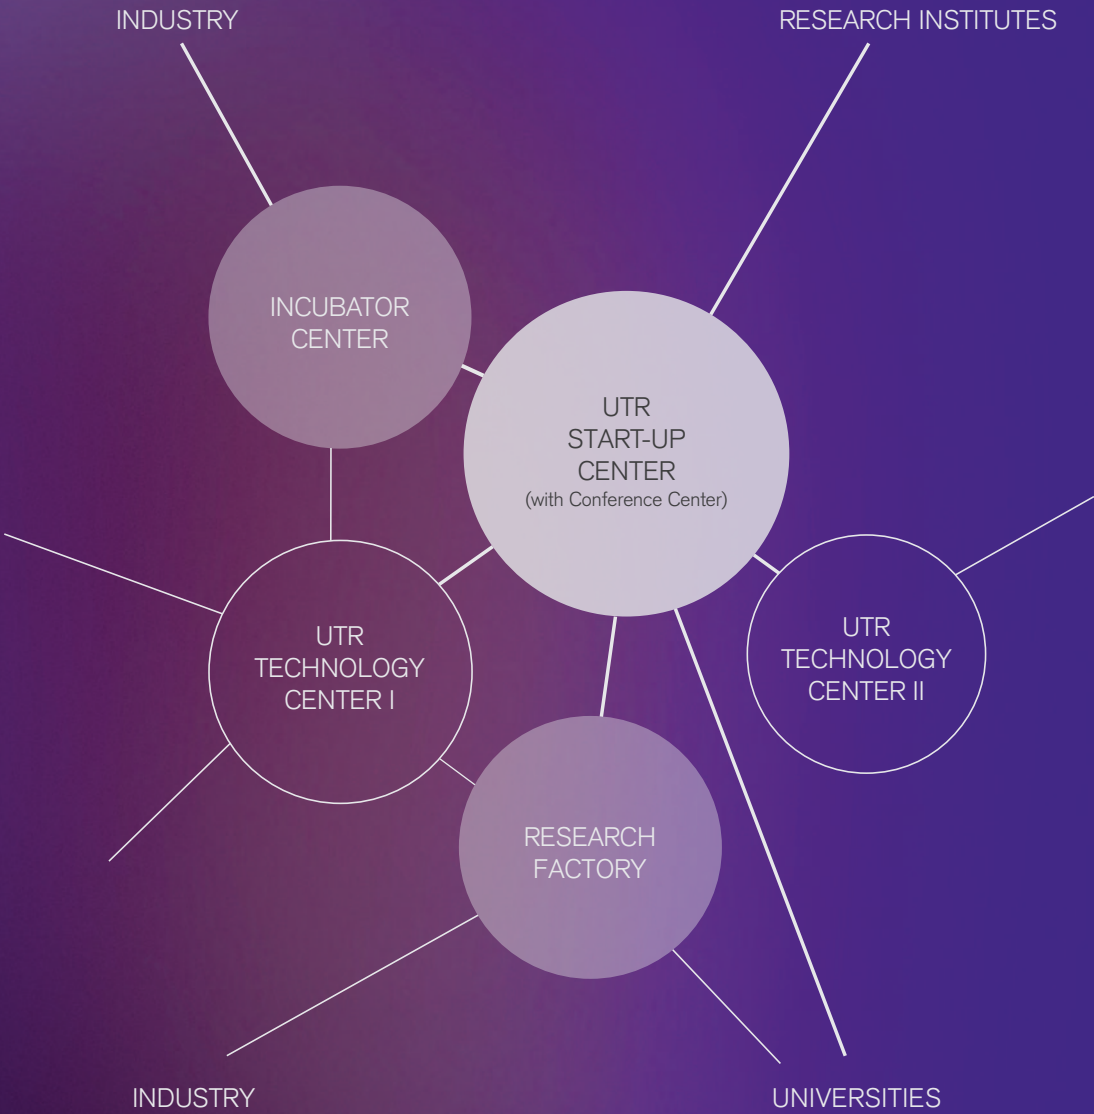 INDUSTRY
RESEARCH INSTITUTES
INCUBATOR
CENTER
UTR
START-UP
CENTER
(with Conference Center)
UTR
TECHNOLOGY
CENTER I
UTR
TECHNOLOGY
CENTER II
RESEARCH
FACTORY
INDUSTRY
UNIVERSITIES